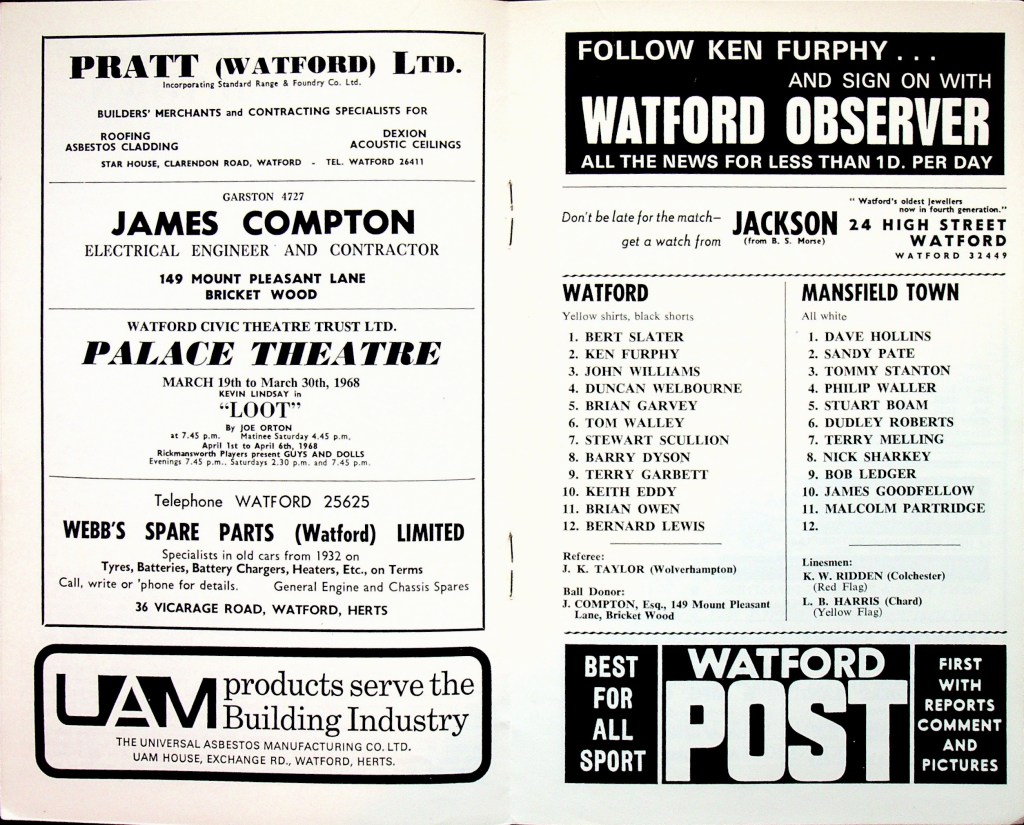 PRATT (WATFORD) LTD.
Incorporating Standard Range & Foundry Co. Ltd.
BUILDERS' MERCHANTS and CONTRACTING SPECIALISTS FOR
ROOFING
ASBESTOS CLADDING
DEXION
ACOUSTIC CEILINGS
STAR HOUSE, CLARENDON ROAD, WATFORD - TEL. WATFORD 26411
GARSTON 4727
JAMES COMPTON
ELECTRICAL ENGINEER AND CONTRACTOR
149 MOUNT PLEASANT LANE
BRICKET WOOD
WATFORD CIVIC THEATRE TRUST LTD.
PALACE THEATRE
MARCH 19th to March 30th, 1968
KEVIN LINDSAY in
"LOOT"
By JOE ORTON
at 7.45 p.m. Matinee Saturday 4.45 p.m.
April 1st to April 6th, 1968
Rickmansworth Players present GUYS AND DOLLS
Evenings 7.45 p.m.. Saturdays 2.30 p.m. and 7.45 p.m.
Telephone WATFORD 25625
WEBB'S SPARE PARTS (Watford) LIMITED
Specialists in old cars from 1932 on
Tyres, Batteries, Battery Chargers, Heaters, Etc., on Terms
Call, write or 'phone for details. General Engine and Chassis Spares
36 VICARAGE ROAD, WATFORD, HERTS
UAM products serve the
Building Industry
THE UNIVERSAL ASBESTOS MANUFACTURING CO. LTD.
UAM HOUSE, EXCHANGE RD., WATFORD, HERTS.
FOLLOW KEN FURPHY . . .
AND SIGN ON WITH
WATFORD OBSERVER
ALL THE NEWS FOR LESS THAN 1D. PER DAY
Don't be late for the match—
get a watch from
JACKSON
(from B. S. Morse)
"Watford's oldest Jewellers
now in fourth generation."
24 HIGH STREET
WATFORD
WATFORD 32449
WATFORD
Yellow shirts, black shorts
1. BERT SLATER
2. KEN FURPHY
3. JOHN WILLIAMS
4. DUNCAN WELBOURNE
5. BRIAN GARVEY
6. TOM WALLEY
7. STEWART SCULLION
8. BARRY DYSON
9. TERRY GARBETT
10. KEITH EDDY
11. BRIAN OWEN
12. BERNARD LEWIS
Referee:
J. K. TAYLOR (Wolverhampton)
Ball Donor:
J. COMPTON, Esq., 149 Mount Pleasant
Lane, Bricket Wood
MANSFIELD TOWN
All white
1. DAVE HOLLINS
2. SANDY PATE
3. TOMMY STANTON
4. PHILIP WALLER
5. STUART BOAM
6. DUDLEY ROBERTS
7. TERRY MELLING
8. NICK SHARKEY
9. BOB LEDGER
10. JAMES GOODFELLOW
11. MALCOLM PARTRIDGE
12.
Linesmen:
K. W. RIDDEN (Colchester)
(Red Flag)
L. B. HARRIS (Chard)
(Yellow Flag)
BEST
FOR
ALL
SPORT
WATFORD
POST
FIRST
WITH
REPORTS
COMMENT
AND
PICTURES